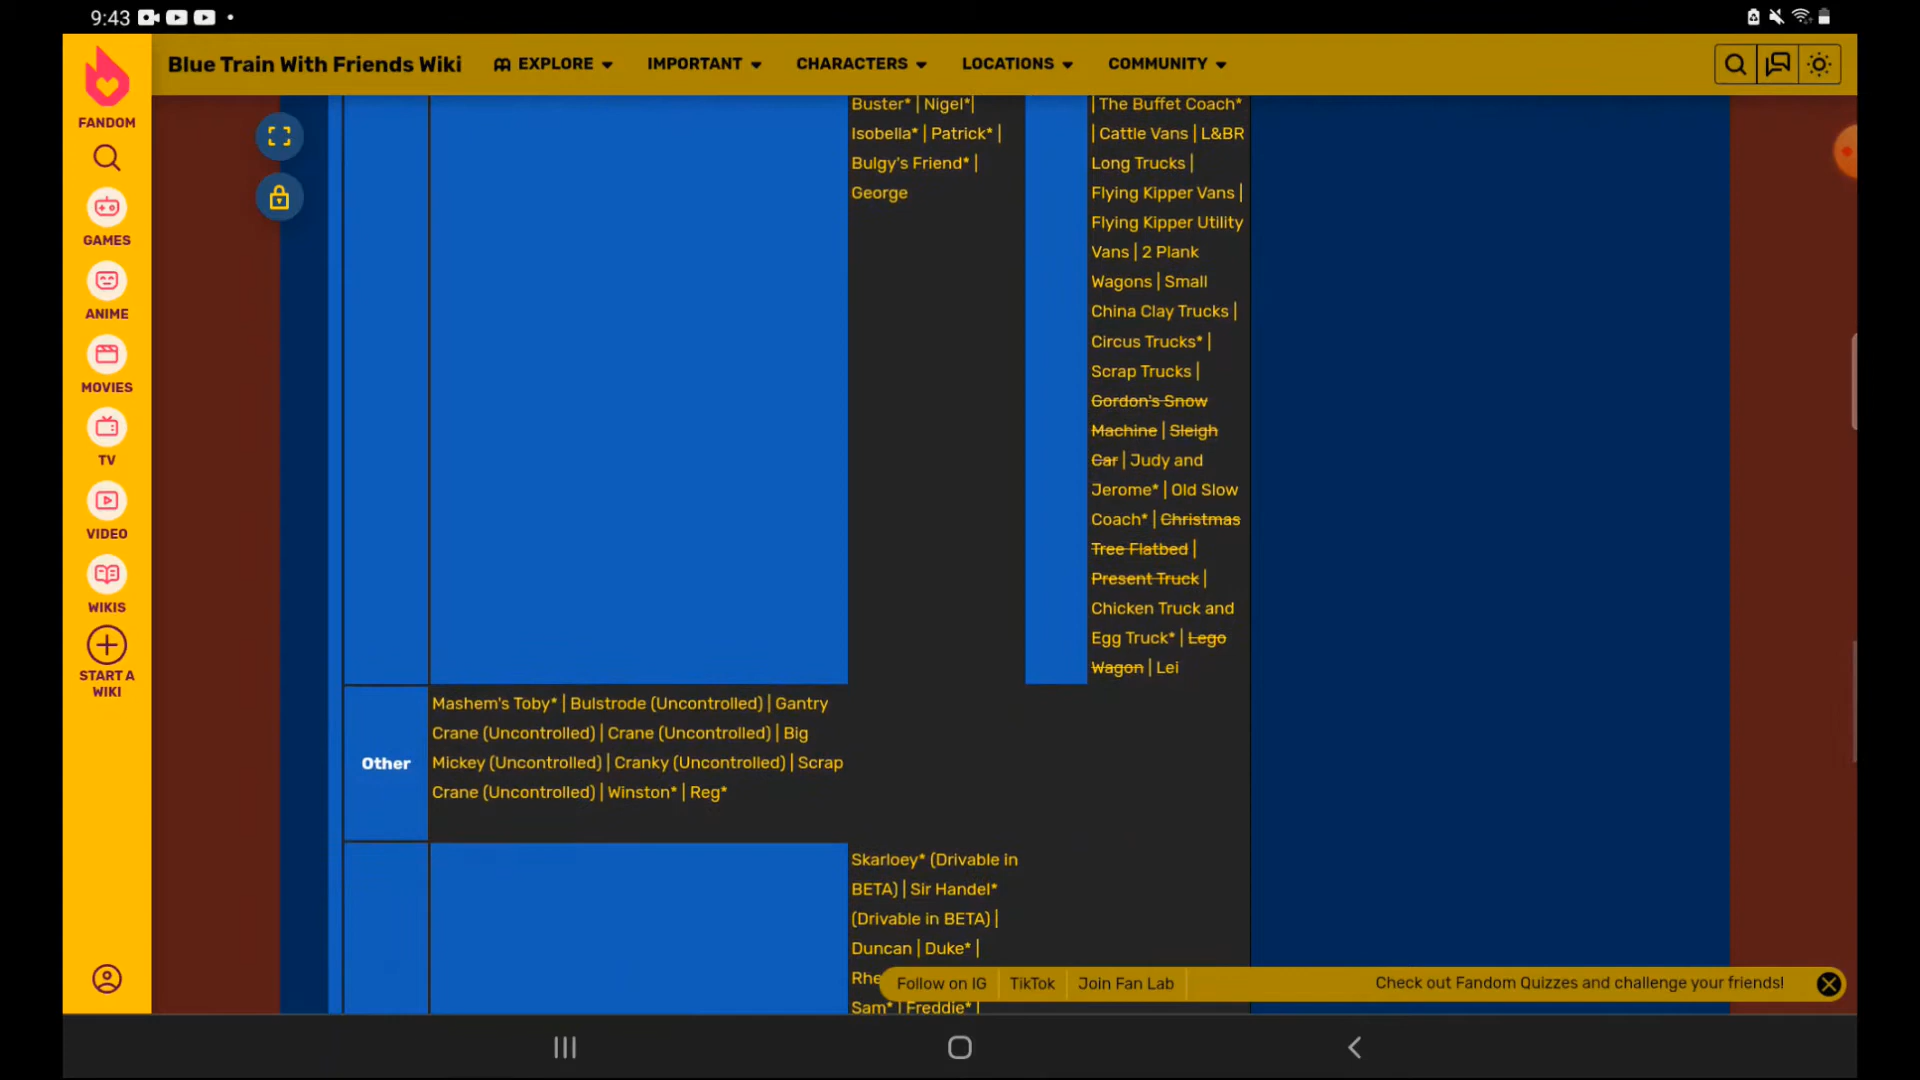 9:43
Blue Train With Friends Wiki
EXPLORE
IMPORTANT
CHARACTERS
LOCATIONS
COMMUNITY
FANDOM
GAMES
ANIME
MOVIES
TV
VIDEO
WIKIS
START A
WIKI
Buster* | Nigel*|
Isobella* | Patrick* |
Bulgy's Friend* |
George
| The Buffet Coach*
| Cattle Vans | L&BR
Long Trucks |
Flying Kipper Vans |
Flying Kipper Utility
Vans | 2 Plank
Wagons | Small
China Clay Trucks |
Circus Trucks* |
Scrap Trucks |
Gordon's Snow
Machine | Sleigh
Car | Judy and
Jerome* | Old Slow
Coach* | Christmas
Tree Flatbed |
Present Truck |
Chicken Truck and
Egg Truck* | Lego
Wagon | Lei
Other
Mashem's Toby* | Bulstrode (Uncontrolled) | Gantry
Crane (Uncontrolled) | Crane (Uncontrolled) | Big
Mickey (Uncontrolled) | Cranky (Uncontrolled) | Scrap
Crane (Uncontrolled) | Winston* | Reg*
Skarloey* (Drivable in
BETA) | Sir Handel*
(Drivable in BETA) |
Duncan | Duke* |
Sam* | Freddie* |
Follow on IG
TikTok
Join Fan Lab
Check out Fandom Quizzes and challenge your friends!